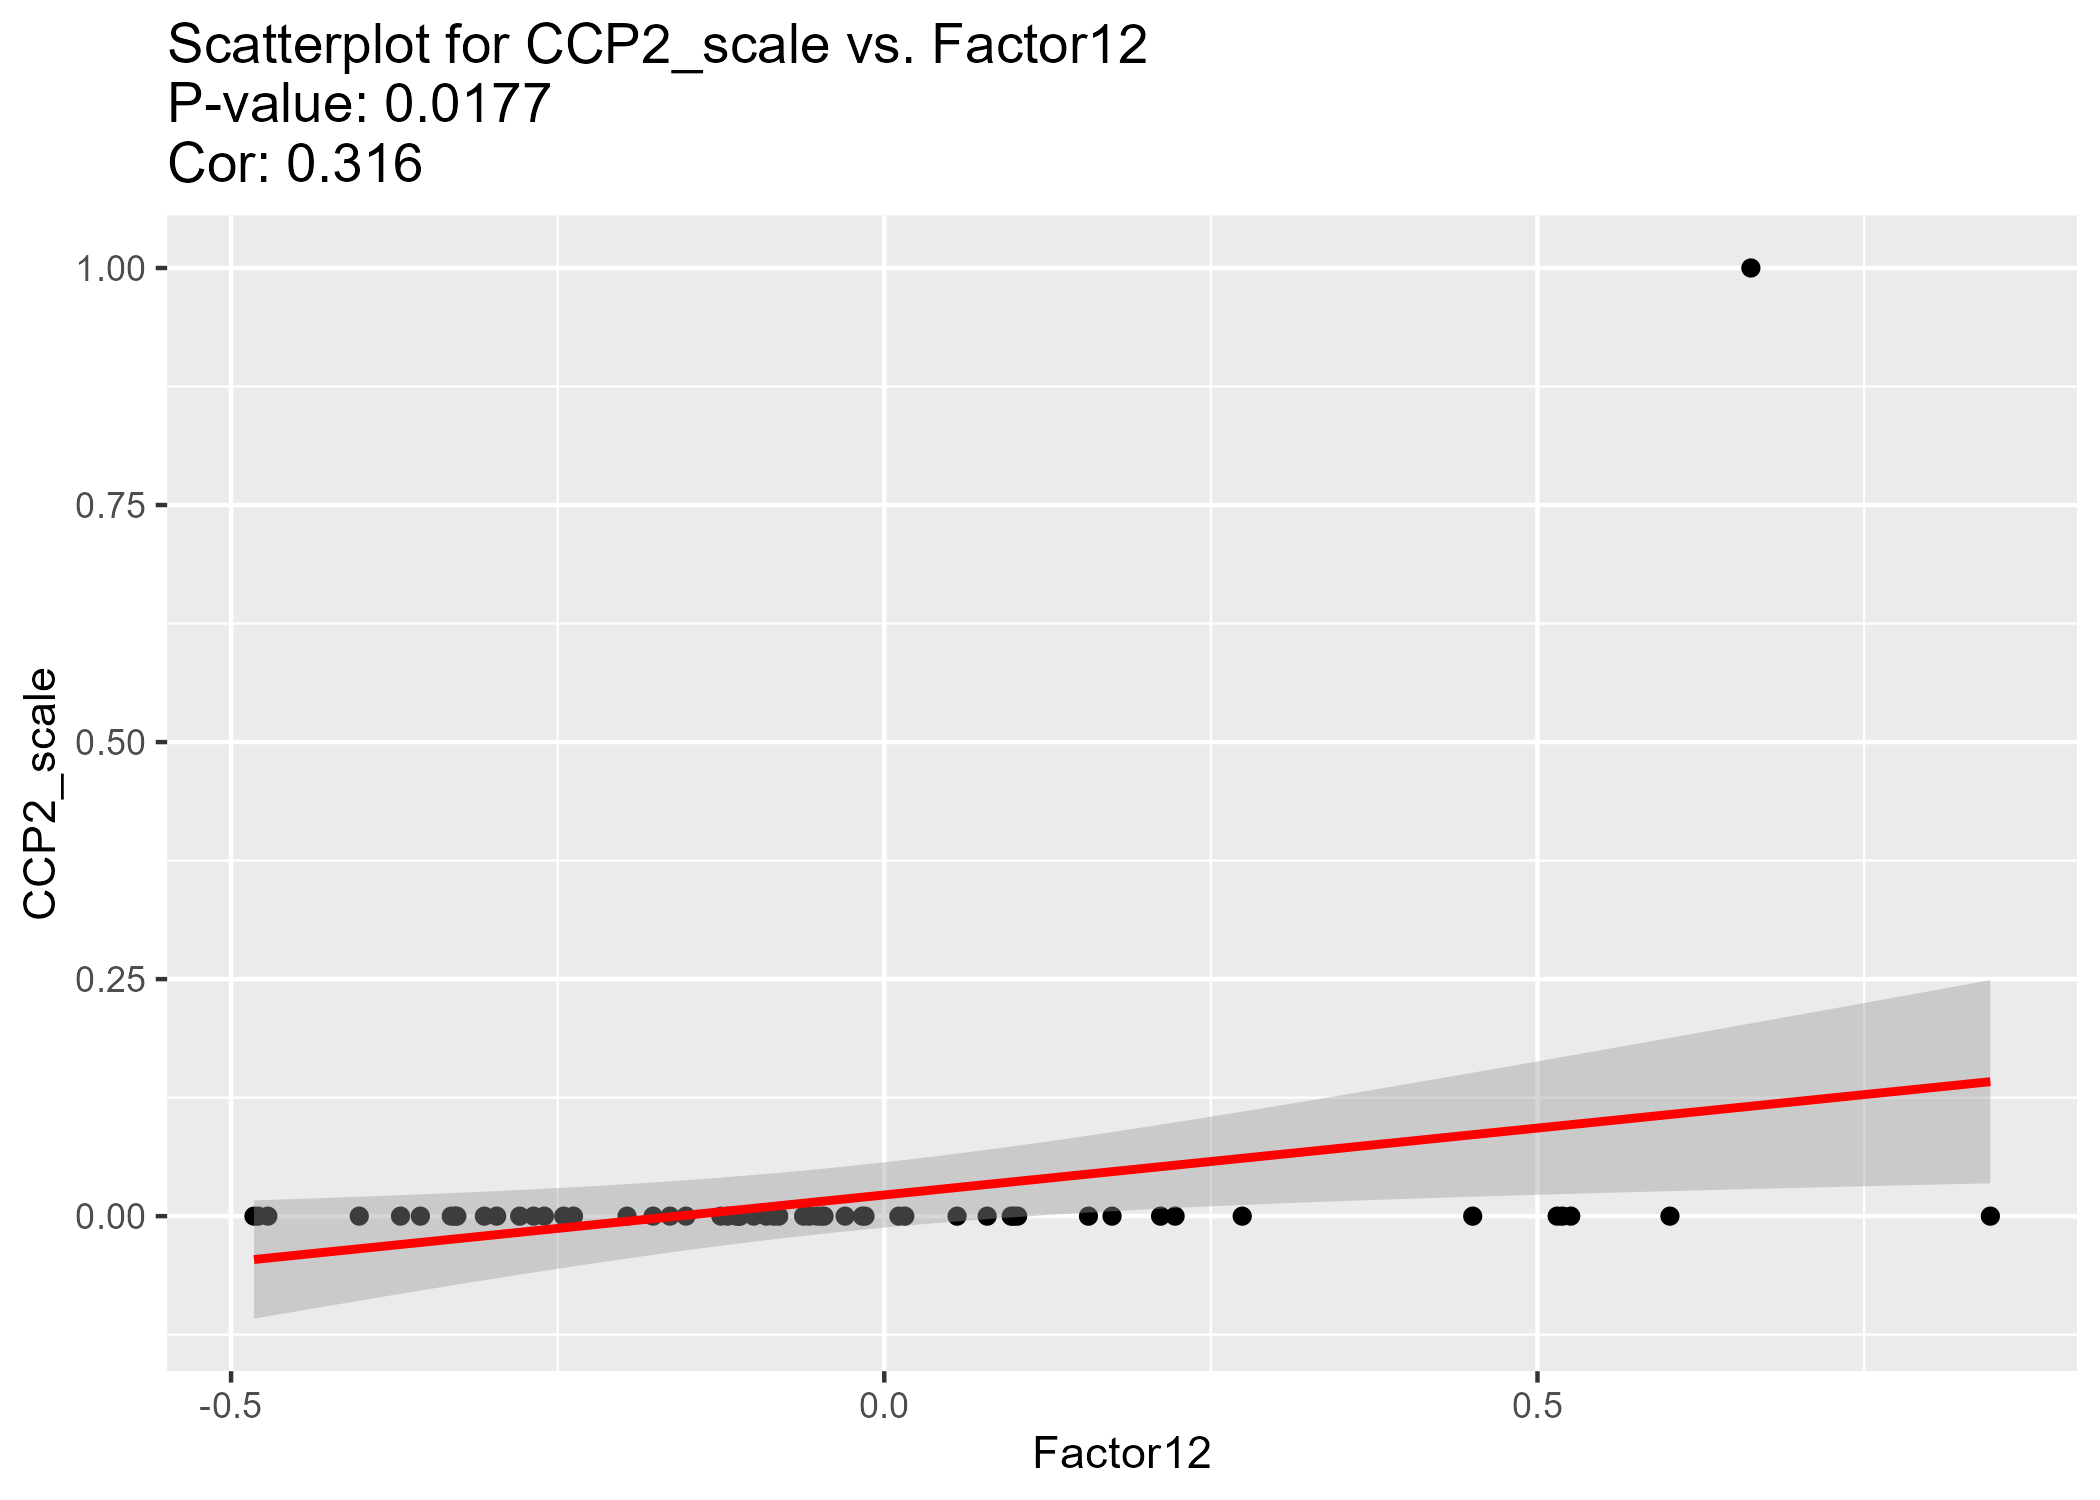 Scatterplot for CCP2_scale vs. Factor12
P-value: 0.0177
Cor: 0.316
1.00
0.75
0.50
0.25
0.00
CCP2_scale
-0.5
0.0
0.5
Factor12